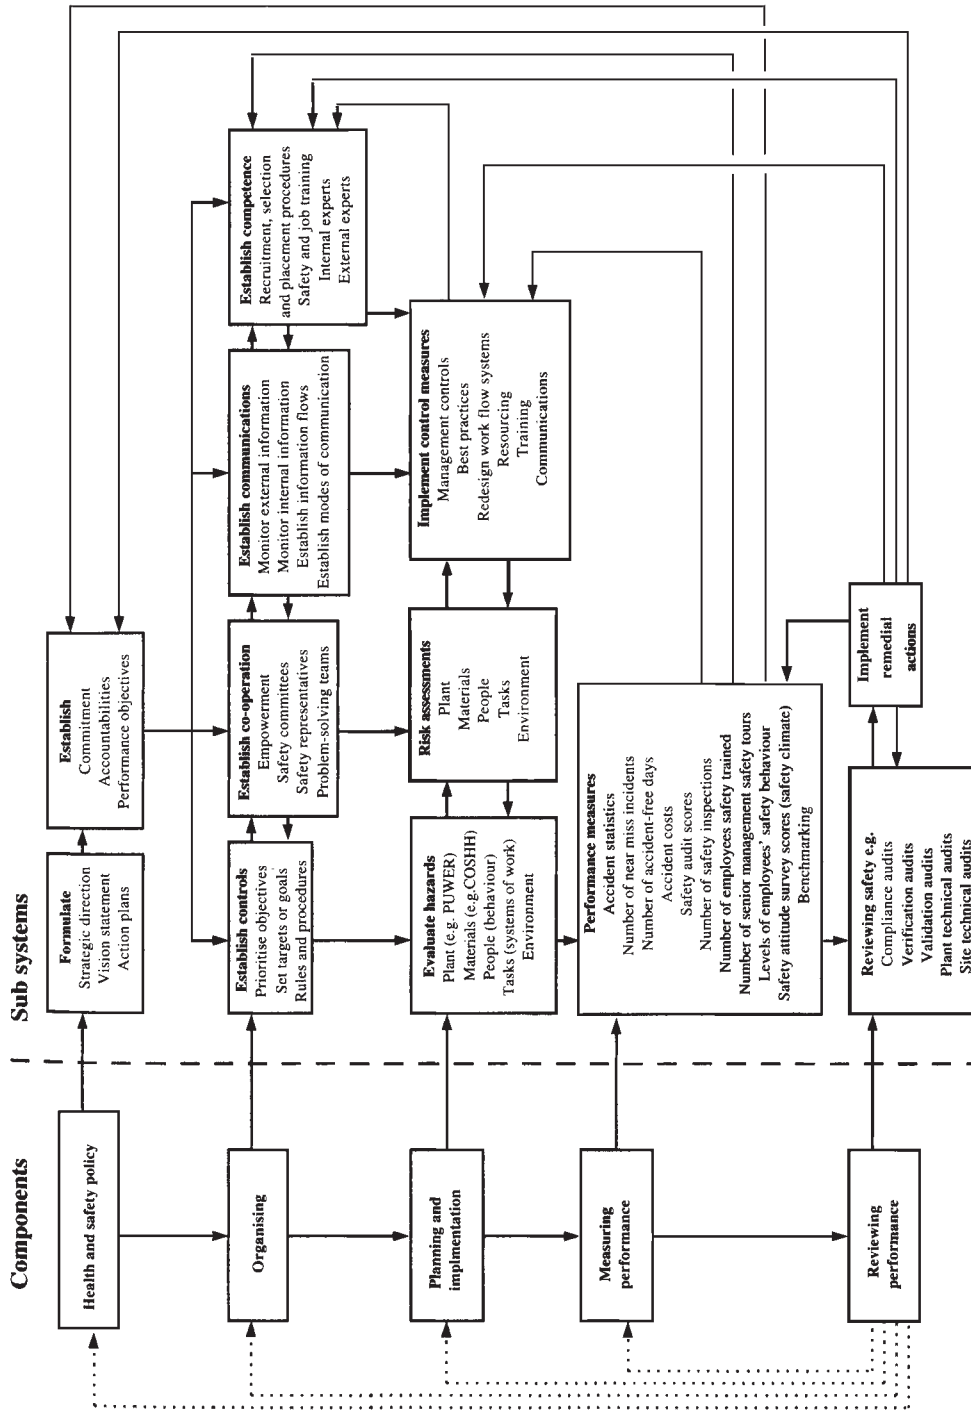 Components
Sub systems
Health and safety policy
Formulate
Strategic direction
Vision statement
Action plans
Establish
Commitment
Accountabilities
Performance objectives
Organising
Establish controls
Prioritise objectives
Set targets or goals
Rules and procedures
Establish co-operation
Empowerment
Safety committees
Safety representatives
Problem-solving teams
Establish communications
Monitor external information
Monitor internal information
Establish information flows
Establish modes of communication
Establish competence
Recruitment, selection
and placement procedures
Safety and job training
Internal experts
External experts
Planning and
implmentation
Evaluate hazards
Plant (e.g. PUWER)
Materials (e.g.COSHH)
People (behaviour)
Tasks (systems of work)
Environment
Risk assessments
Plant
Materials
People
Tasks
Environment
Implement control measures
Management controls
Best practices
Redesign work flow systems
Resourcing
Training
Communications
Measuring
performance
Performance measures
Accident statistics
Number of near miss incidents
Number of accident-free days
Accident costs
Safety audit scores
Number of safety inspections
Number of employees safety trained
Number of senior management safety tours
Levels of employees' safety behaviour
Safety attitude survey scores (safety climate)
Benchmarking
Reviewing
performance
Reviewing safety e.g.
Compliance audits
Verification audits
Validation audits
Plant technical audits
Site technical audits
Implement
remedial
actions